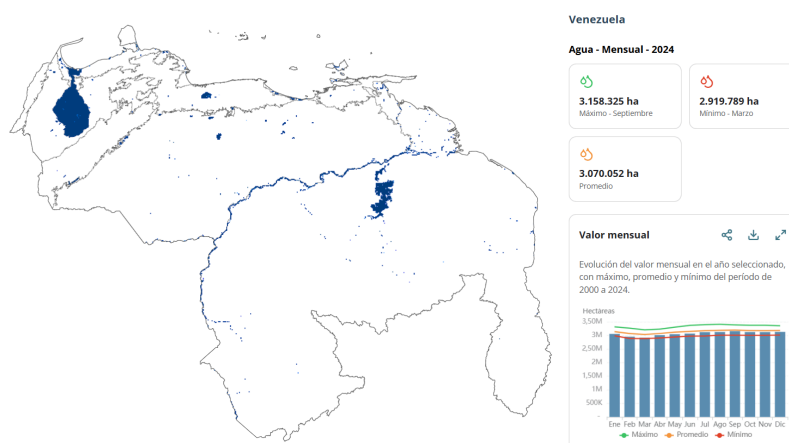 Venezuela
Agua - Mensual - 2024
3.158.325 ha
Máximo - Septiembre
2.919.789 ha
Mínimo - Marzo
3.070.052 ha
Promedio
Valor mensual
Evolución del valor mensual en el año seleccionado,
con máximo, promedio y mínimo del período de
2000 a 2024.
Hectáreas
3,50M
3M
2,50M
2M
1,50M
1M
500K
-
Ene Feb Mar Abr May Jun Jul Ago Sep Oct Nov Dic
Máximo Promedio Mínimo